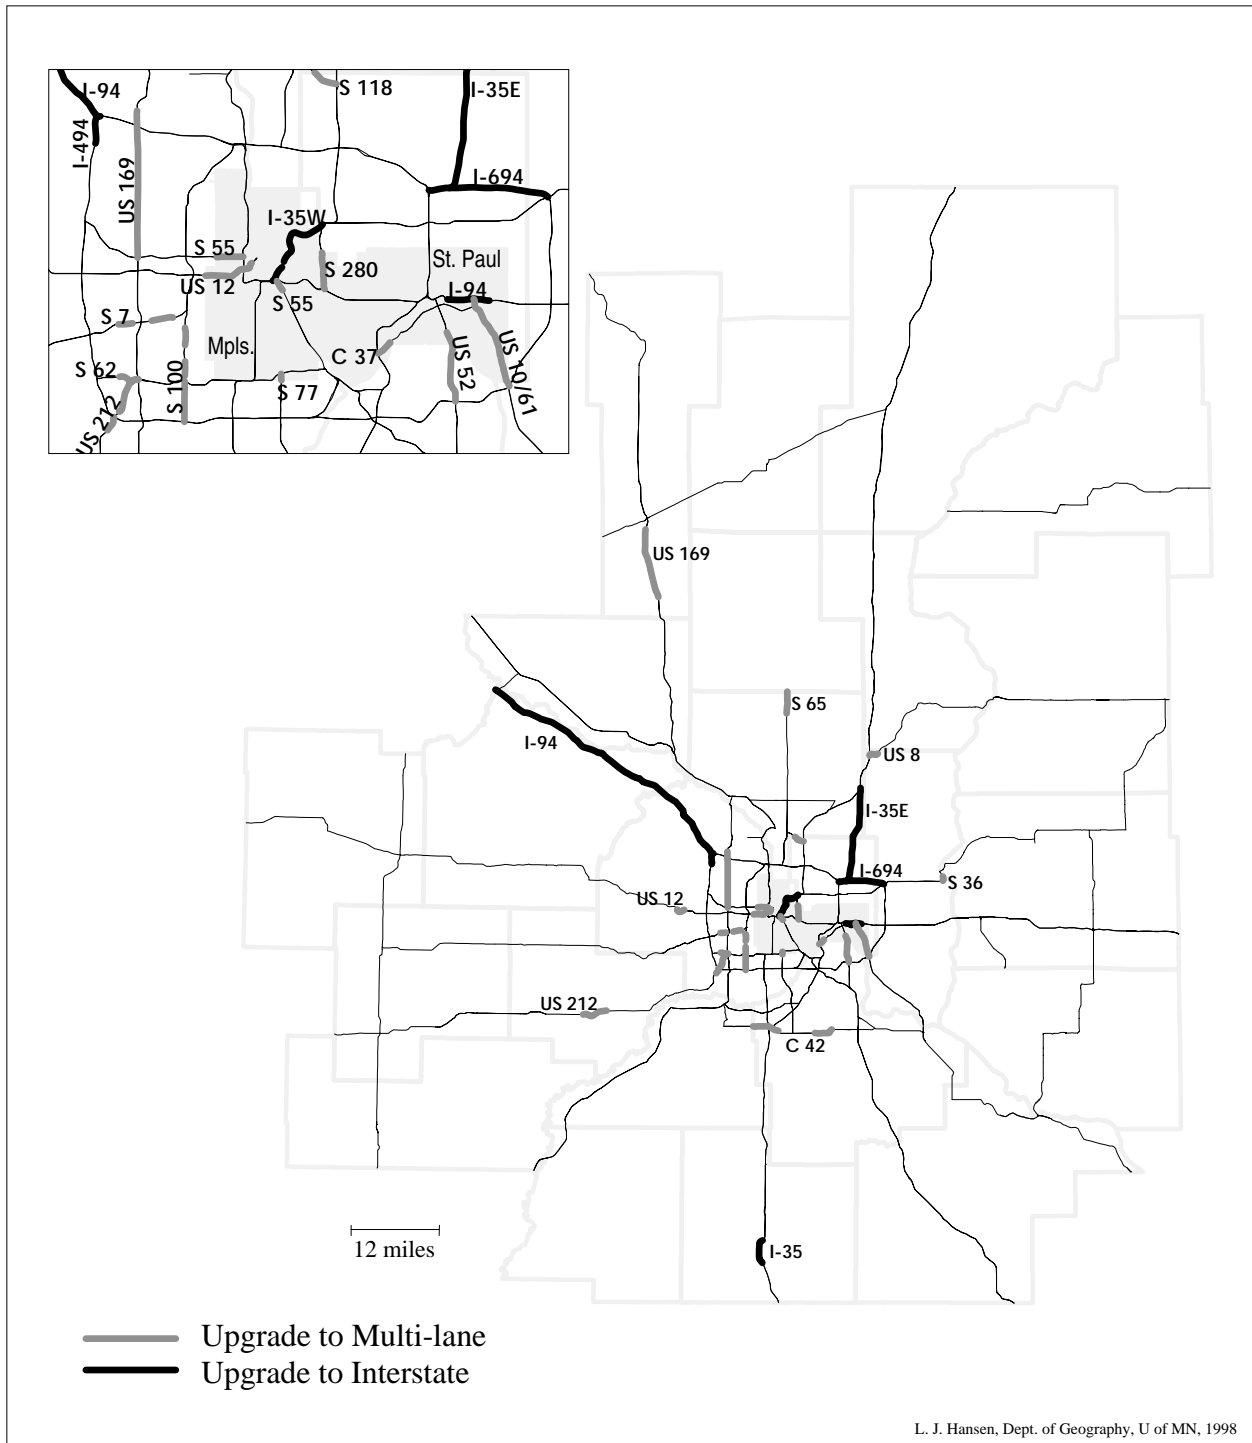 I-94
S 118
I-35E
I-494
US 169
I-694
I-35W
S 55
St. Paul
S 280
US 12
I-94
S 55
S 7
Mpls.
C 37
US 52
US 10/61
S 62
S 100
S 77
US 212
US 169
S 65
I-94
US 8
I-35E
I-694
S 36
US 12
US 212
C 42
12 miles
I-35
Upgrade to Multi-lane
Upgrade to Interstate
L. J. Hansen, Dept. of Geography, U of MN, 1998